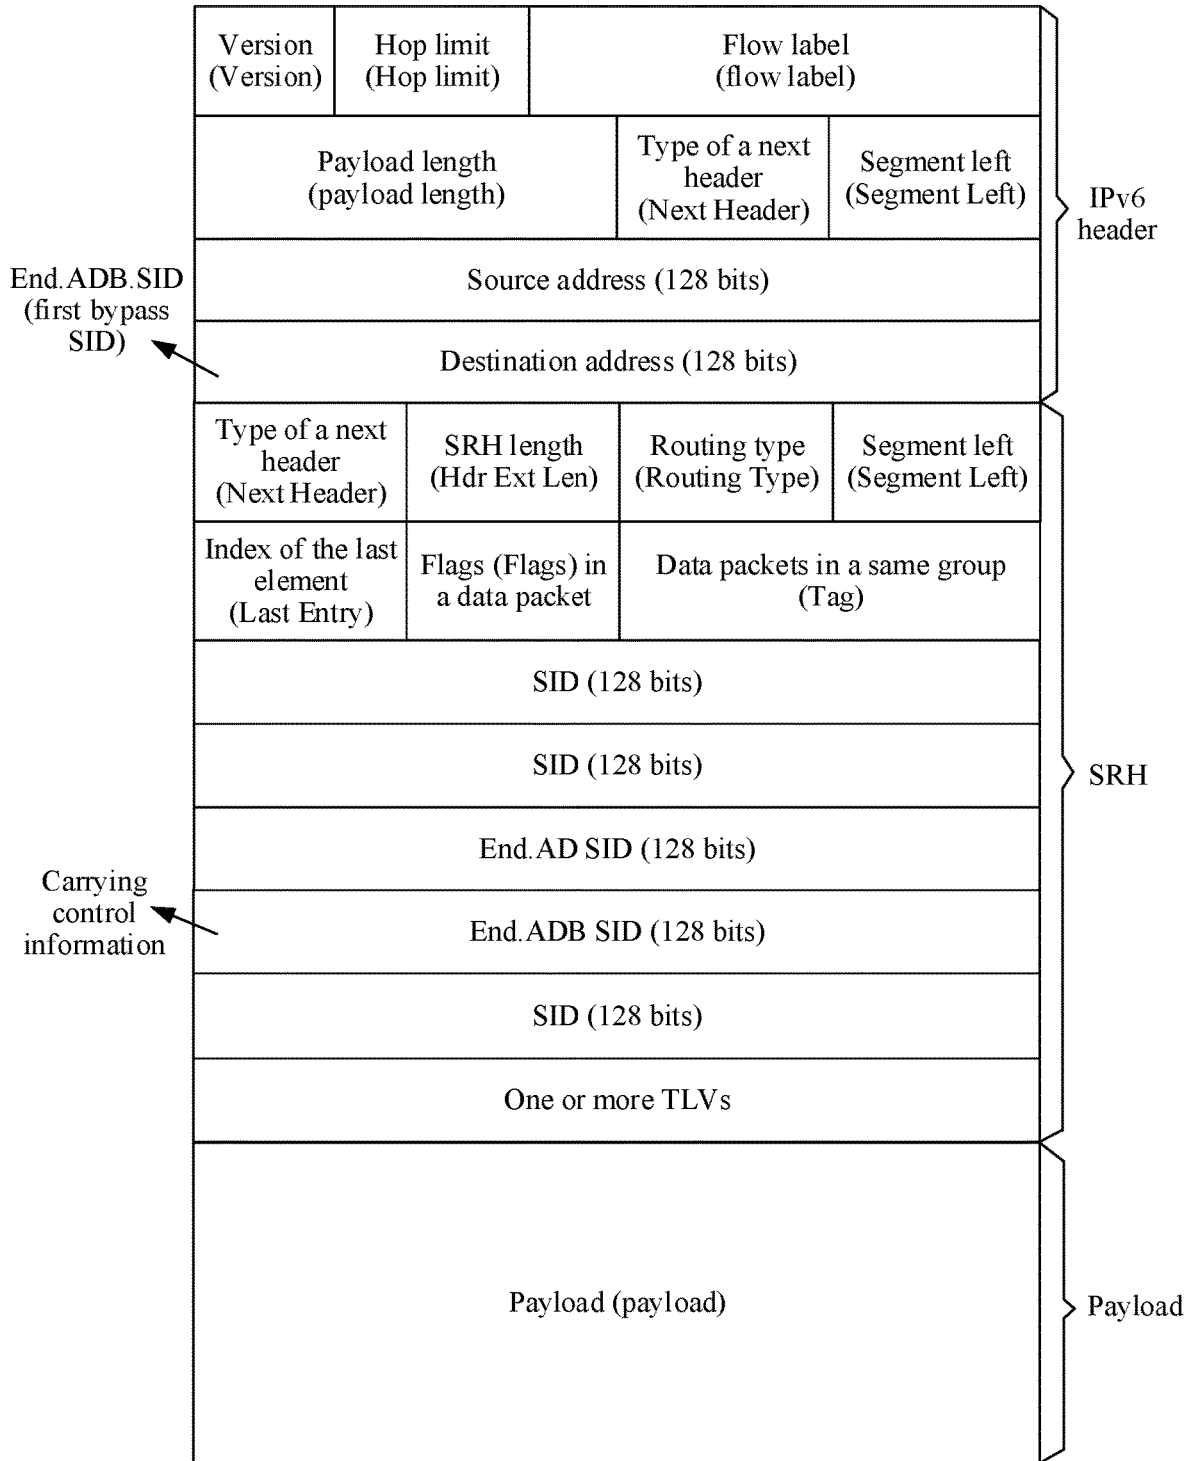 Version
(Version)
Hop limit
(Hop limit)
Flow label
(flow label)
Payload length
(payload length)
Type of a next
header
(Next Header)
Segment left
(Segment Left)
IPv6
header
Source address (128 bits)
End.ADB.SID
(first bypass
SID)
Destination address (128 bits)
Type of a next
header
(Next Header)
SRH length
(Hdr Ext Len)
Routing type
(Routing Type)
Segment left
(Segment Left)
Index of the last
element
(Last Entry)
Flags (Flags) in
a data packet
Data packets in a same group
(Tag)
SID (128 bits)
SID (128 bits)
SRH
End.AD SID (128 bits)
Carrying
control
information
End.ADB SID (128 bits)
SID (128 bits)
One or more TLVs
Payload (payload)
Payload